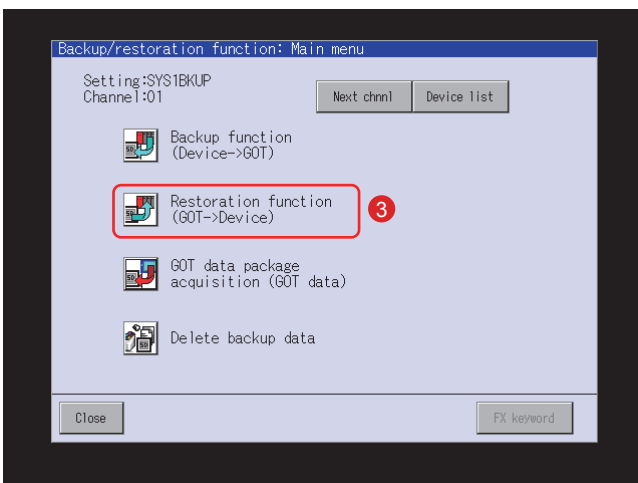 Backup/restoration function: Main menu
Setting:SYS1BKUP
Channel:01
Next chnnl
Device list
Backup function
(Device->GOT)
Restoration function
(GOT->Device)
3
GOT data package
acquisition (GOT data)
Delete backup data
Close
FX keyword